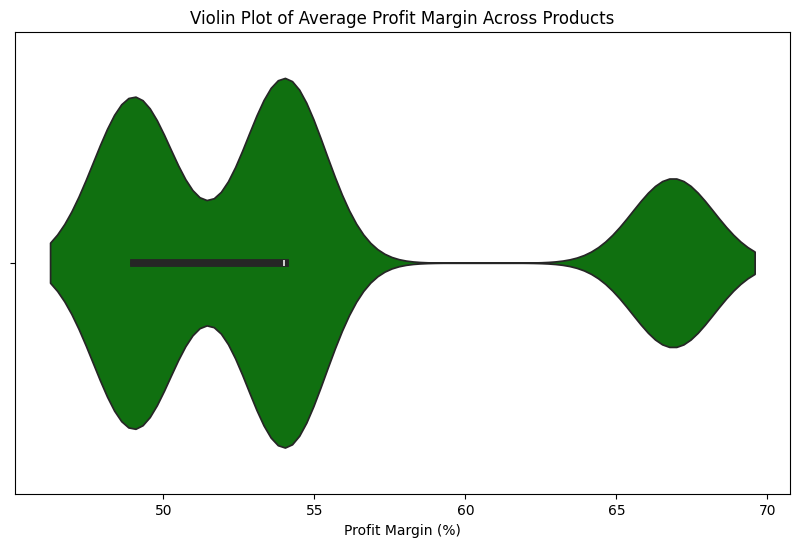 Violin Plot of Average Profit Margin Across Products
50 55 60 65 70
Profit Margin (%)